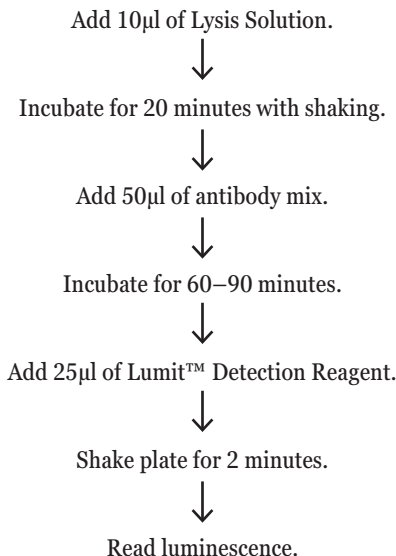 Add 10µl of Lysis Solution.
Incubate for 20 minutes with shaking.
Add 50µl of antibody mix.
Incubate for 60–90 minutes.
Add 25µl of Lumit™ Detection Reagent.
Shake plate for 2 minutes.
Read luminescence.